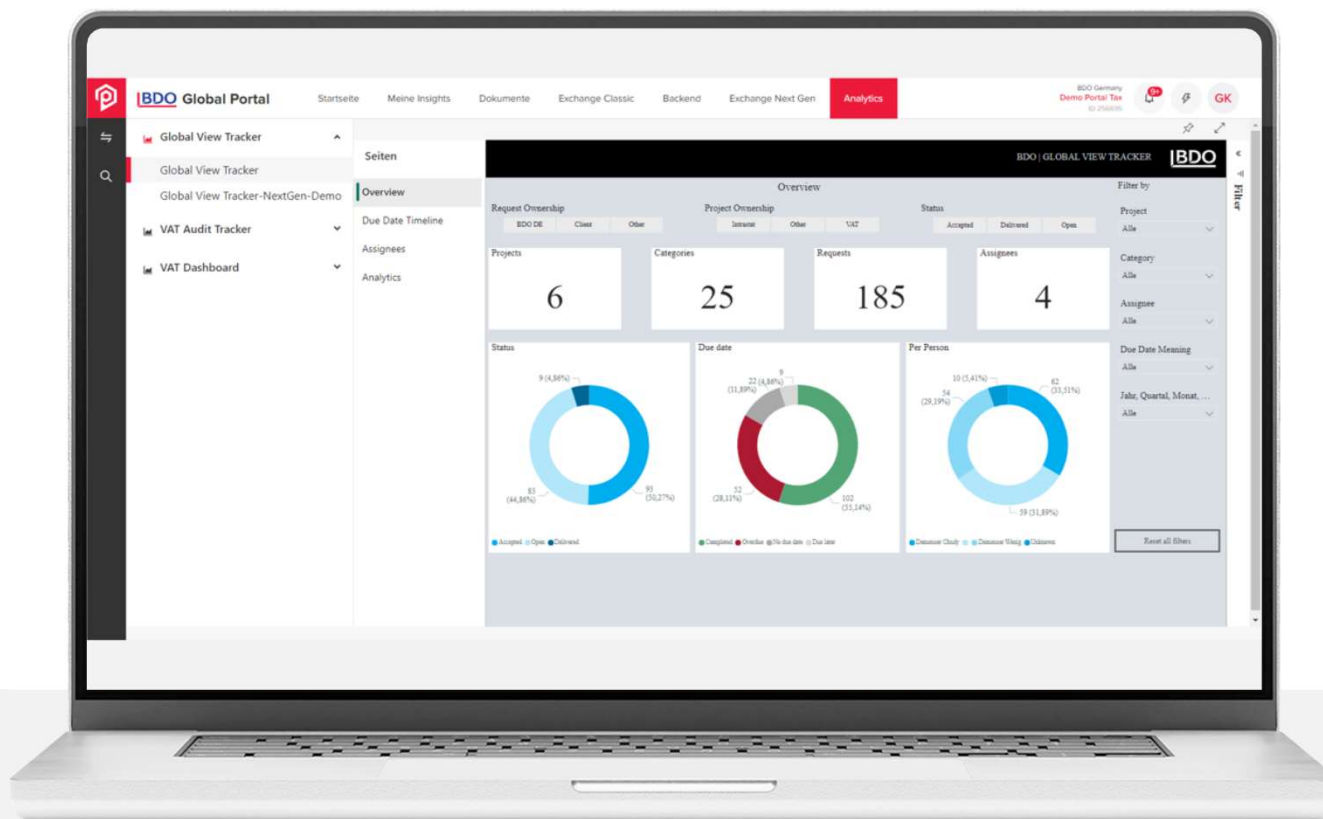 BDO Global Portal
Startseite
Meine Insights
Dokumente
Exchange Classic
Backend
Exchange Next Gen
Analytics
BDO Germany
Demo Portal Tax
9+
GK
Global View Tracker
Global View Tracker
Global View Tracker-NextGen-Demo
VAT Audit Tracker
VAT Dashboard
Seiten
Overview
Due Date Timeline
Assignees
Analytics
BDO | GLOBAL VIEW TRACKER
BDO
Filter
Overview
Request Ownership
BDO DE Client Other
Project Ownership
Intrastat Other VAT
Status
Accepted Delivered Open
Projects
6
Categories
25
Requests
185
Assignees
4
Status
9 (4,86%)
93
(50,27%)
83
(44,86%)
Accepted Open Delivered
Due date
9
22 (4,86%)
(11,89%)
52
(28,11%)
102
(55,14%)
Completed Overdue No due date Due later
Per Person
10 (5,41%)
62
(33,51%)
54
(29,19%)
59 (31,89%)
Unknown
Filter by
Project
Alle
Category
Alle
Assignee
Alle
Due Date Meaning
Alle
Jahr, Quartal, Monat, ...
Alle
Reset all filters